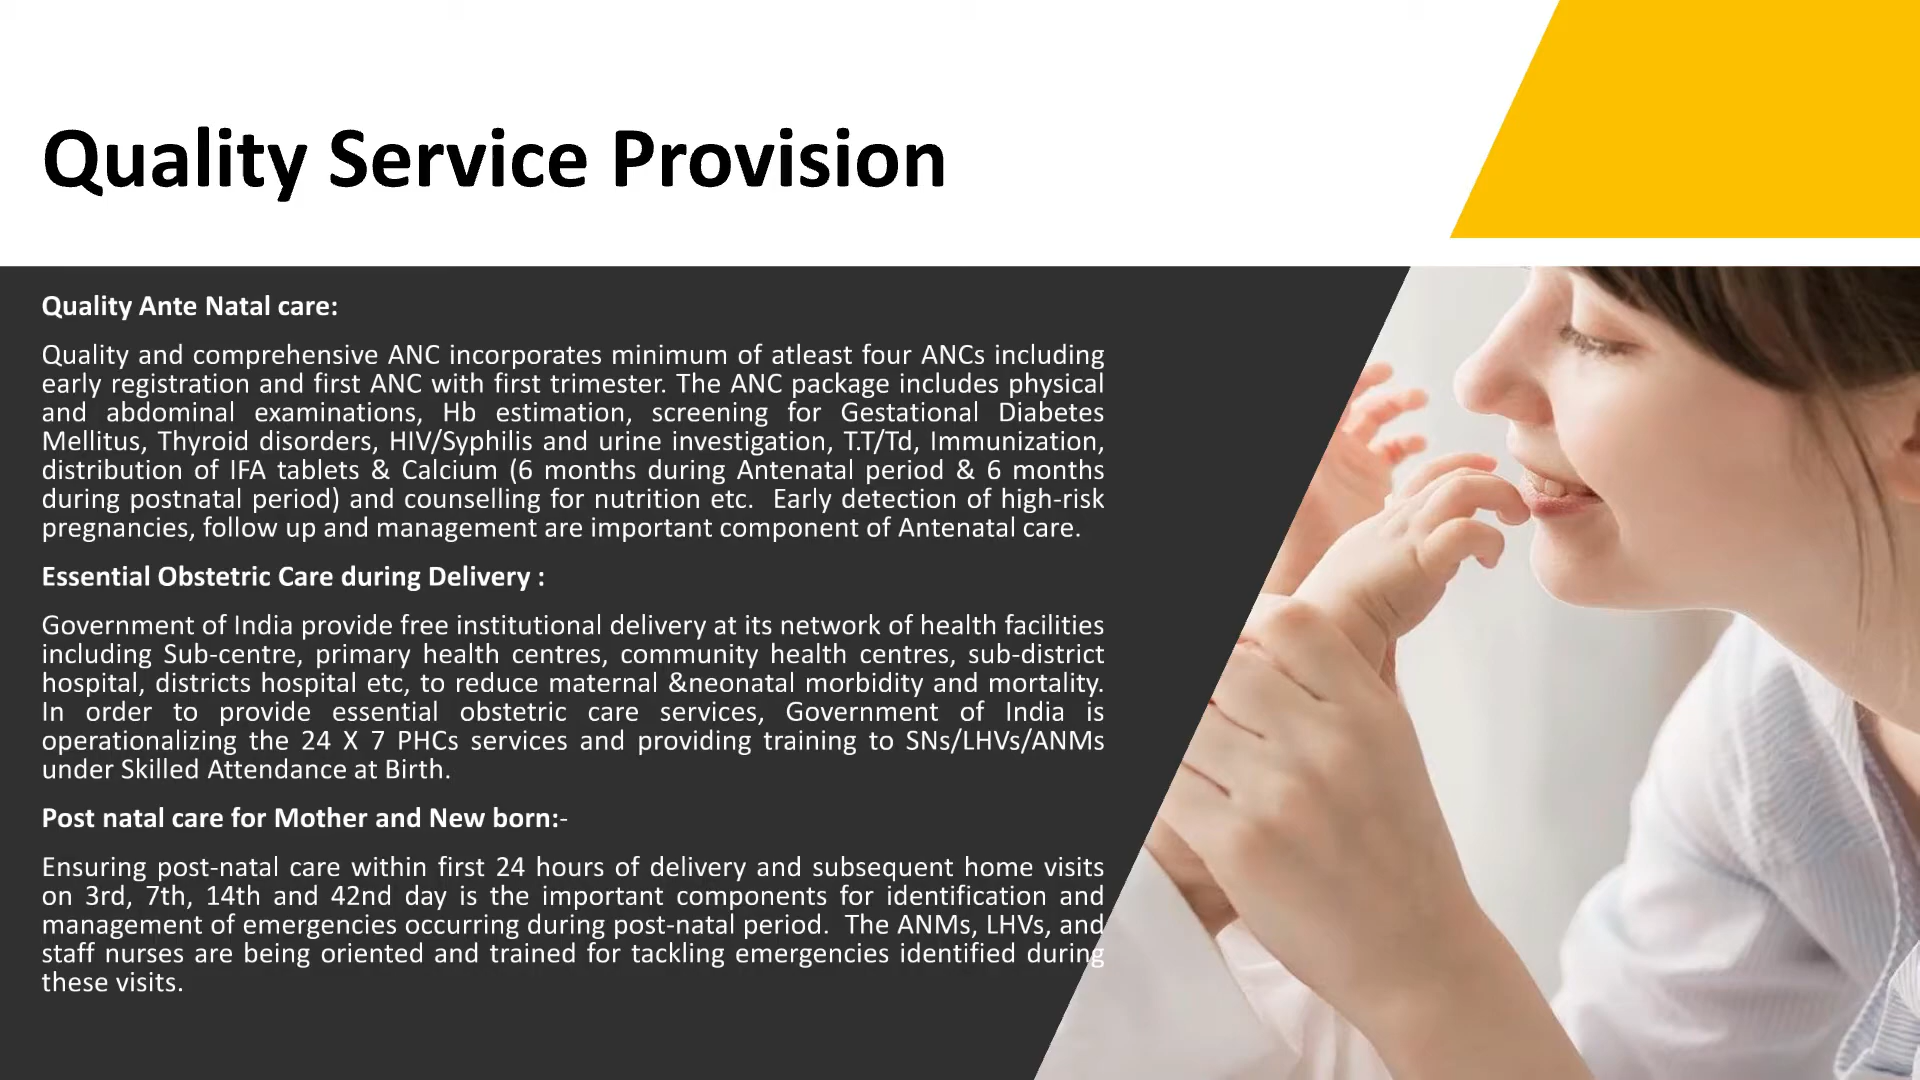 Quality Service Provision
Quality Ante Natal care:
Quality and comprehensive ANC incorporates minimum of atleast four ANCs including
early registration and first ANC with first trimester. The ANC package includes physical
and abdominal examinations, Hb estimation, screening for Gestational Diabetes
Mellitus, Thyroid disorders, HIV/Syphilis and urine investigation, T.T/Td, Immunization,
distribution of IFA tablets & Calcium (6 months during Antenatal period & 6 months
during postnatal period) and counselling for nutrition etc.  Early detection of high-risk
pregnancies, follow up and management are important component of Antenatal care.
Essential Obstetric Care during Delivery :
Government of India provide free institutional delivery at its network of health facilities
including Sub-centre, primary health centres, community health centres, sub-district
hospital, districts hospital etc, to reduce maternal &neonatal morbidity and mortality.
In order to provide essential obstetric care services, Government of India is
operationalizing the 24 X 7 PHCs services and providing training to SNs/LHVs/ANMs
under Skilled Attendance at Birth.
Post natal care for Mother and New born:-
Ensuring post-natal care within first 24 hours of delivery and subsequent home visits
on 3rd, 7th, 14th and 42nd day is the important components for identification and
management of emergencies occurring during post-natal period.  The ANMs, LHVs, and
staff nurses are being oriented and trained for tackling emergencies identified during
these visits.